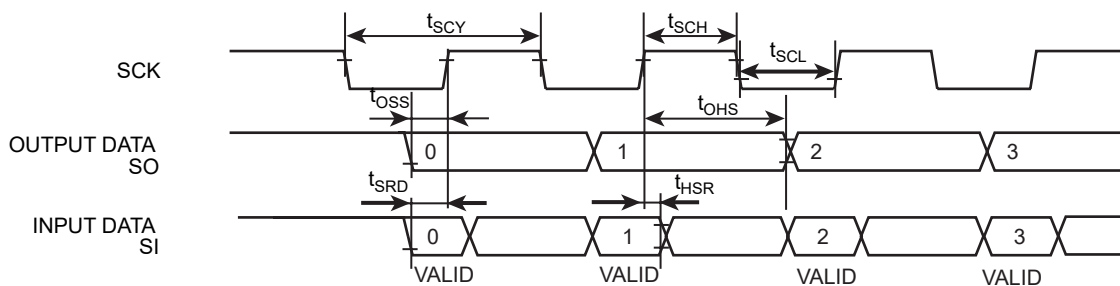 tSCY
tSCH
tSCL
SCK
tOSS
tOHS
OUTPUT DATA
SO
0
1
2
3
tSRD
tHSR
INPUT DATA
SI
0
1
2
3
VALID
VALID
VALID
VALID